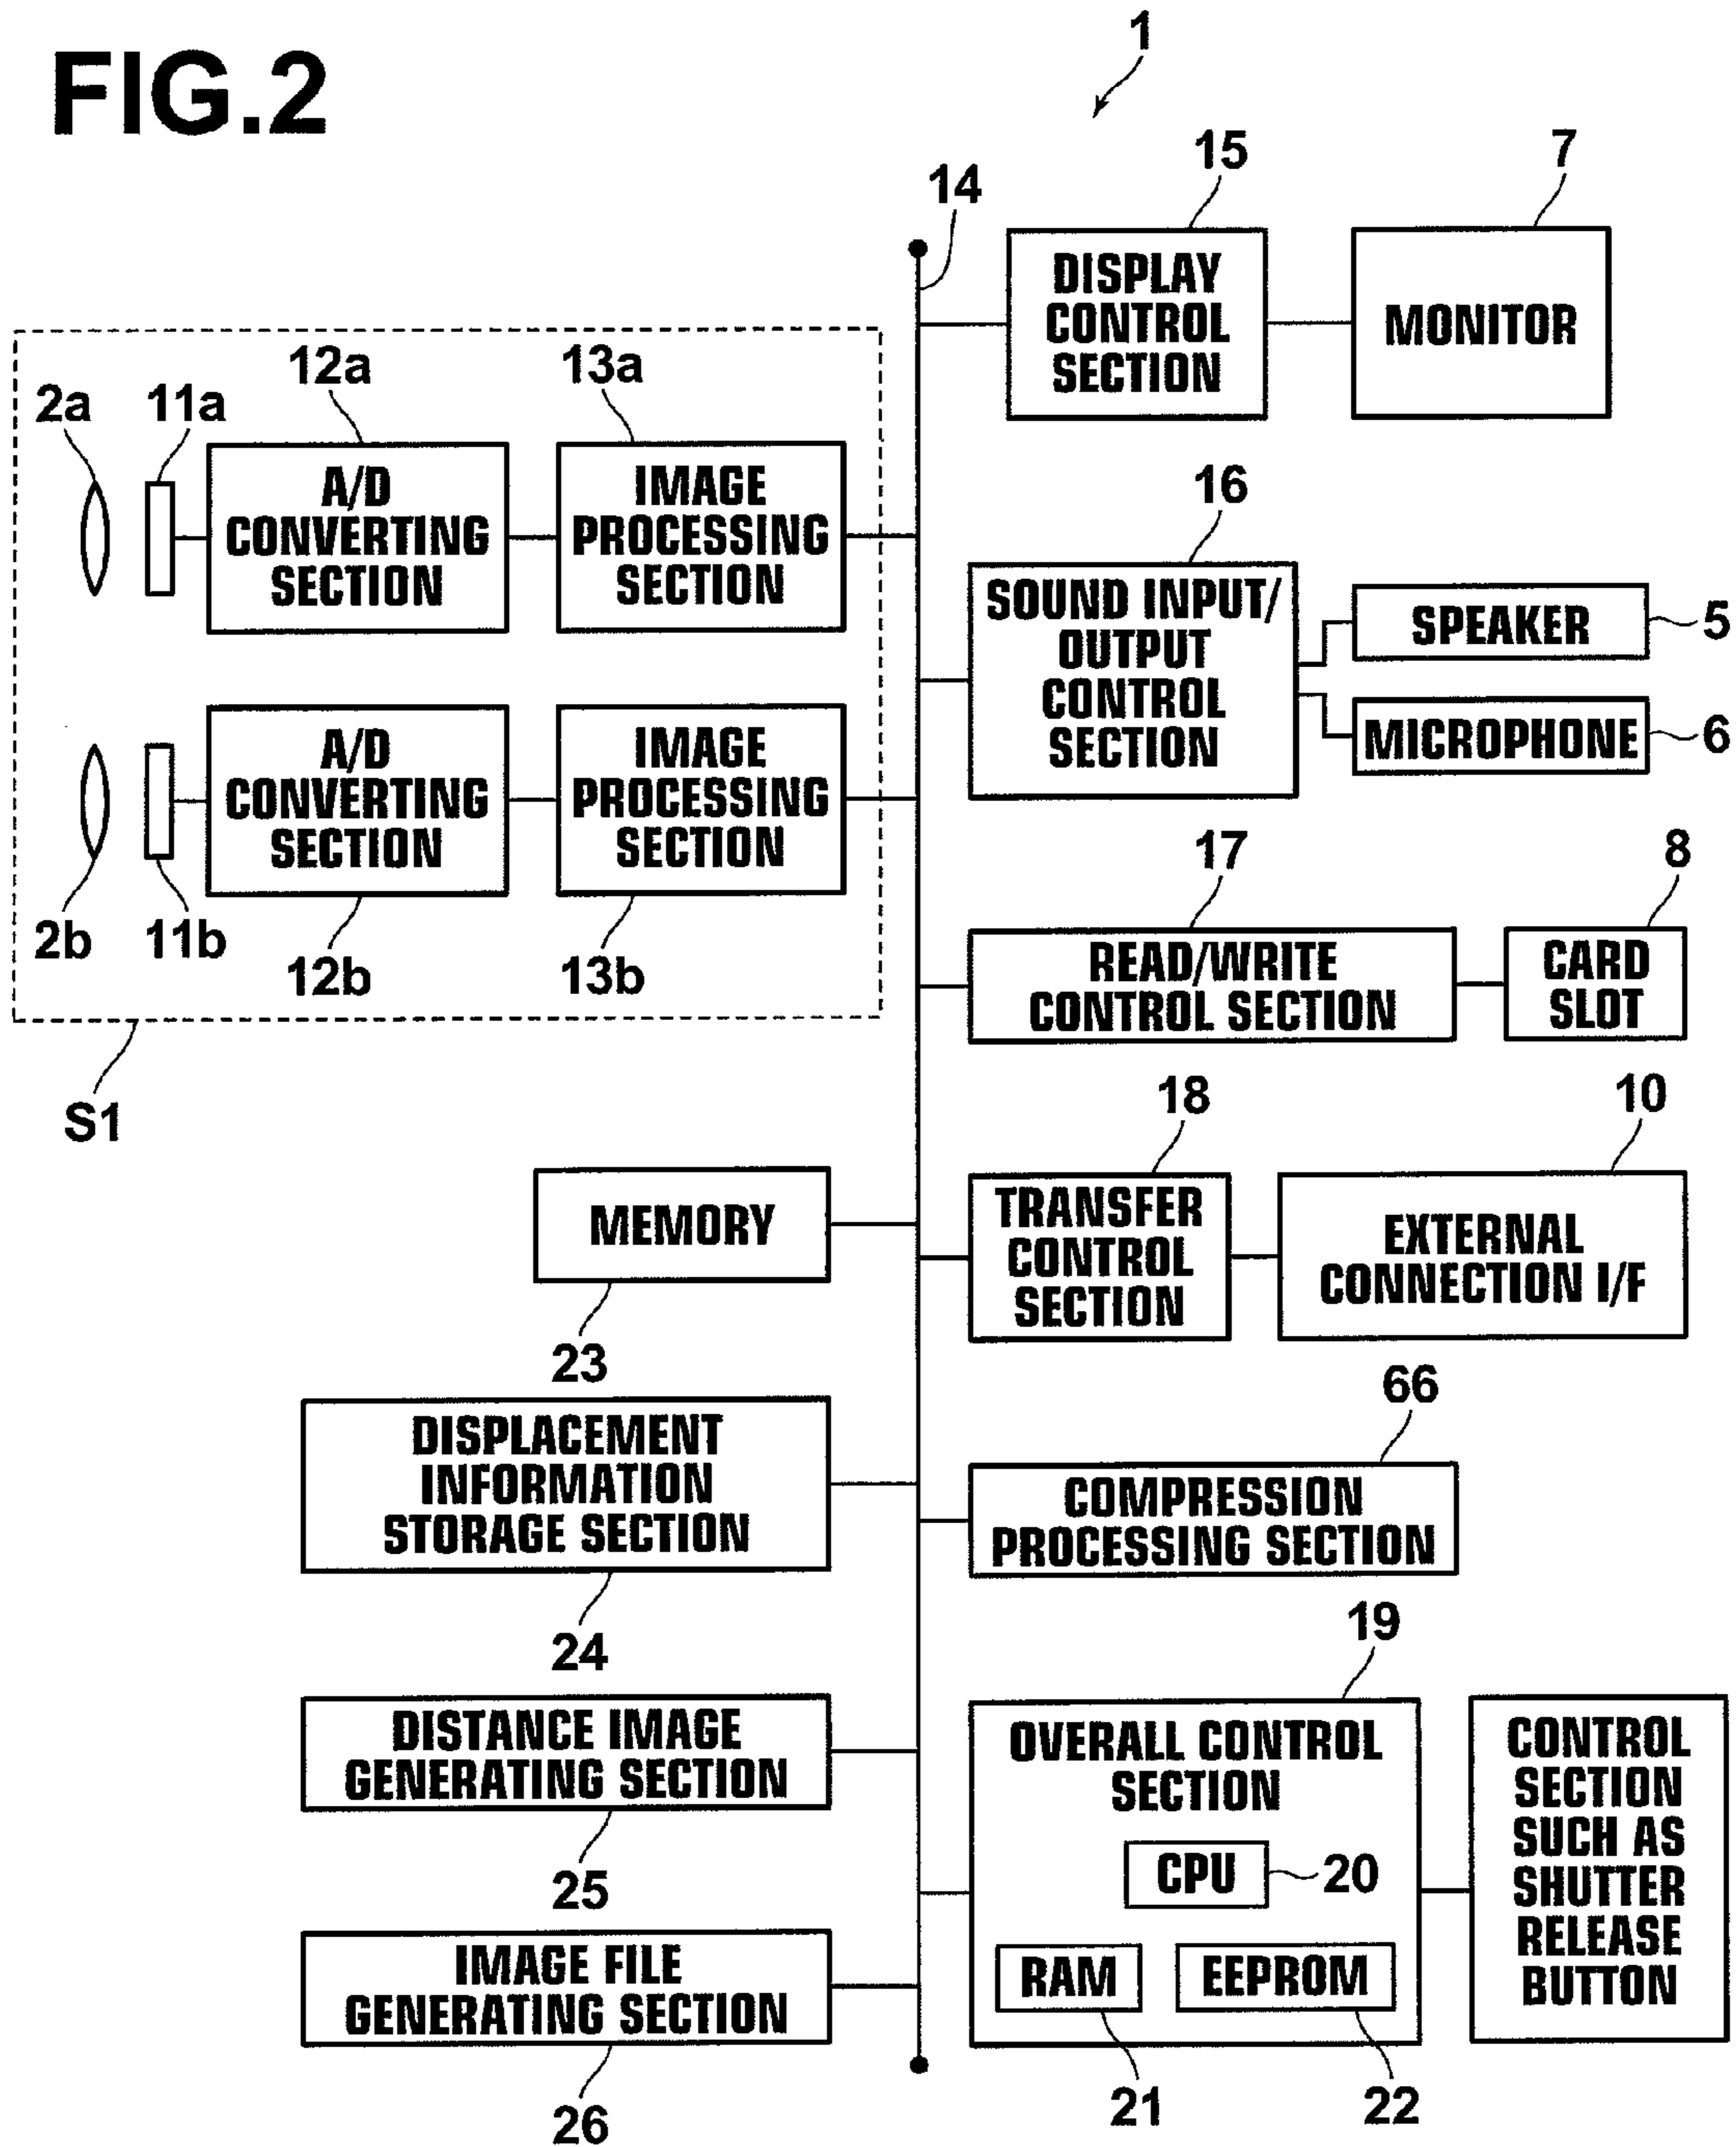 FIG.2
1
14
15
DISPLAY
CONTROL
SECTION
7
MONITOR
2a
11a
12a
A/D
CONVERTING
SECTION
13a
IMAGE
PROCESSING
SECTION
16
SOUND INPUT/
OUTPUT
CONTROL
SECTION
SPEAKER
5
MICROPHONE
6
A/D
CONVERTING
SECTION
IMAGE
PROCESSING
SECTION
2b
11b
12b
13b
S1
17
READ/WRITE
CONTROL SECTION
8
CARD
SLOT
18
TRANSFER
CONTROL
SECTION
10
EXTERNAL
CONNECTION I/F
MEMORY
23
66
COMPRESSION
PROCESSING SECTION
DISPLACEMENT
INFORMATION
STORAGE SECTION
24
19
OVERALL CONTROL
SECTION
CPU
20
RAM
EEPROM
21
22
CONTROL
SECTION
SUCH AS
SHUTTER
RELEASE
BUTTON
DISTANCE IMAGE
GENERATING SECTION
25
IMAGE FILE
GENERATING SECTION
26